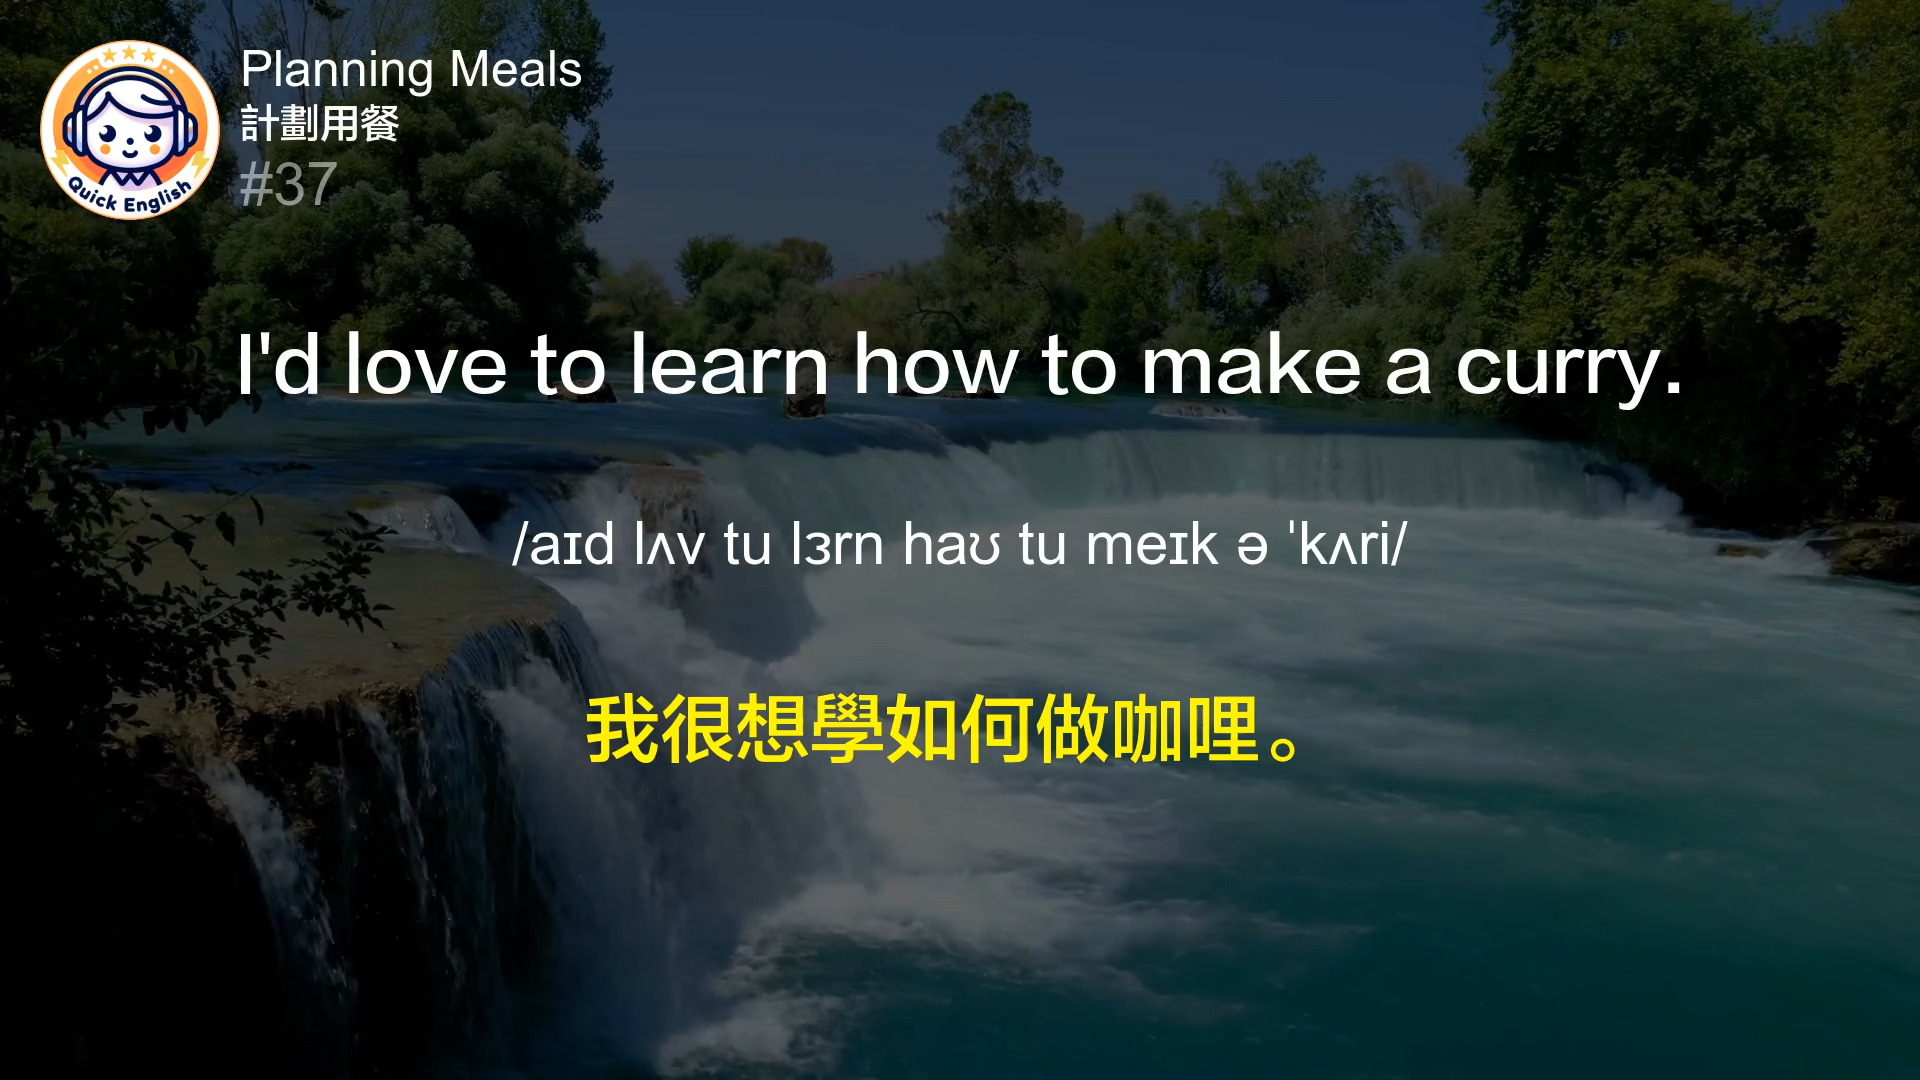 Planning Meals
計劃用餐
#37
Quick English
I'd love to learn how to make a curry.
/aɪd lʌv tu lɜrn haʊ tu meɪk ə ˈkʌri/
我很想學如何做咖哩。